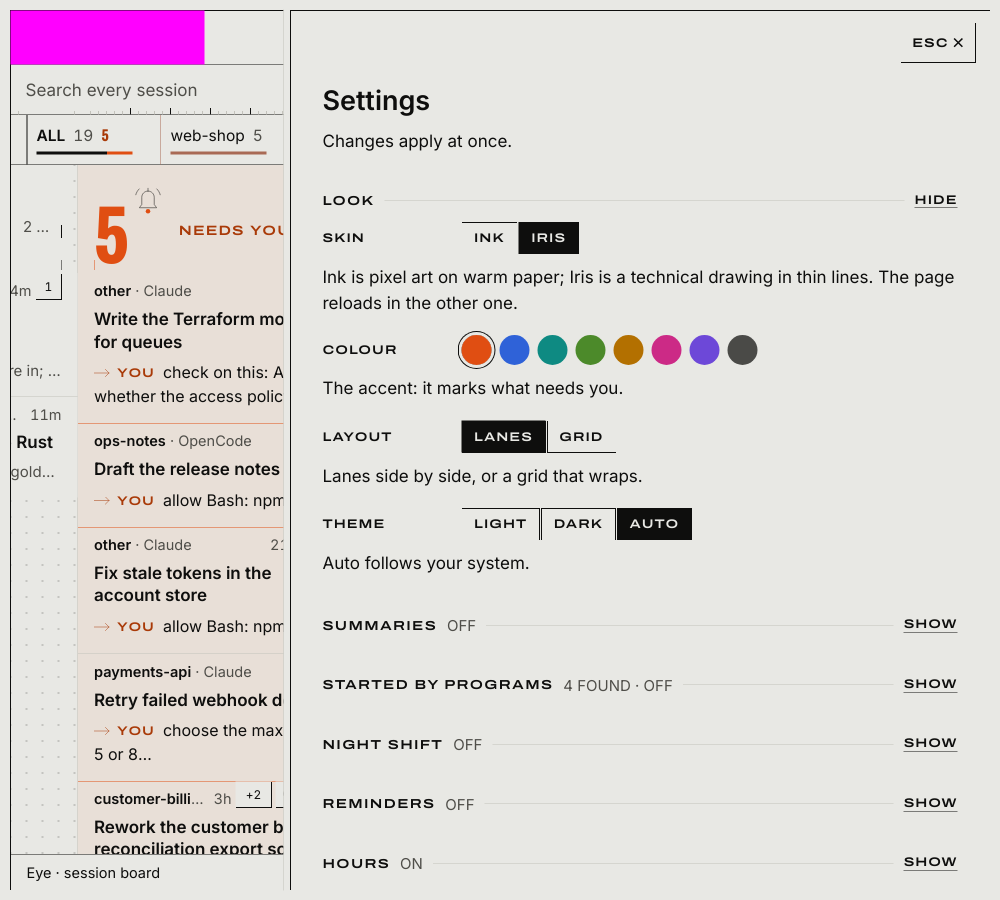 Search every session
ALL 19 5
web-shop 5
2 ...
4m 1
re in; ...
. 11m
Rust
gold...
5
NEEDS YOU
other · Claude
Write the Terraform mo
for queues
→ YOU check on this: A
whether the access polic
ops-notes · OpenCode
Draft the release notes
→ YOU allow Bash: npm
other · Claude 21
Fix stale tokens in the
account store
→ YOU allow Bash: npm
payments-api · Claude
Retry failed webhook d
→ YOU choose the max
5 or 8...
customer-billi... 3h +2
Rework the customer b
reconciliation export sc
Eye · session board
ESC ✕
Settings
Changes apply at once.
LOOK HIDE
SKIN INK IRIS
Ink is pixel art on warm paper; Iris is a technical drawing in thin lines. The page
reloads in the other one.
COLOUR
The accent: it marks what needs you.
LAYOUT LANES GRID
Lanes side by side, or a grid that wraps.
THEME LIGHT DARK AUTO
Auto follows your system.
SUMMARIES OFF SHOW
STARTED BY PROGRAMS 4 FOUND · OFF SHOW
NIGHT SHIFT OFF SHOW
REMINDERS OFF SHOW
HOURS ON SHOW